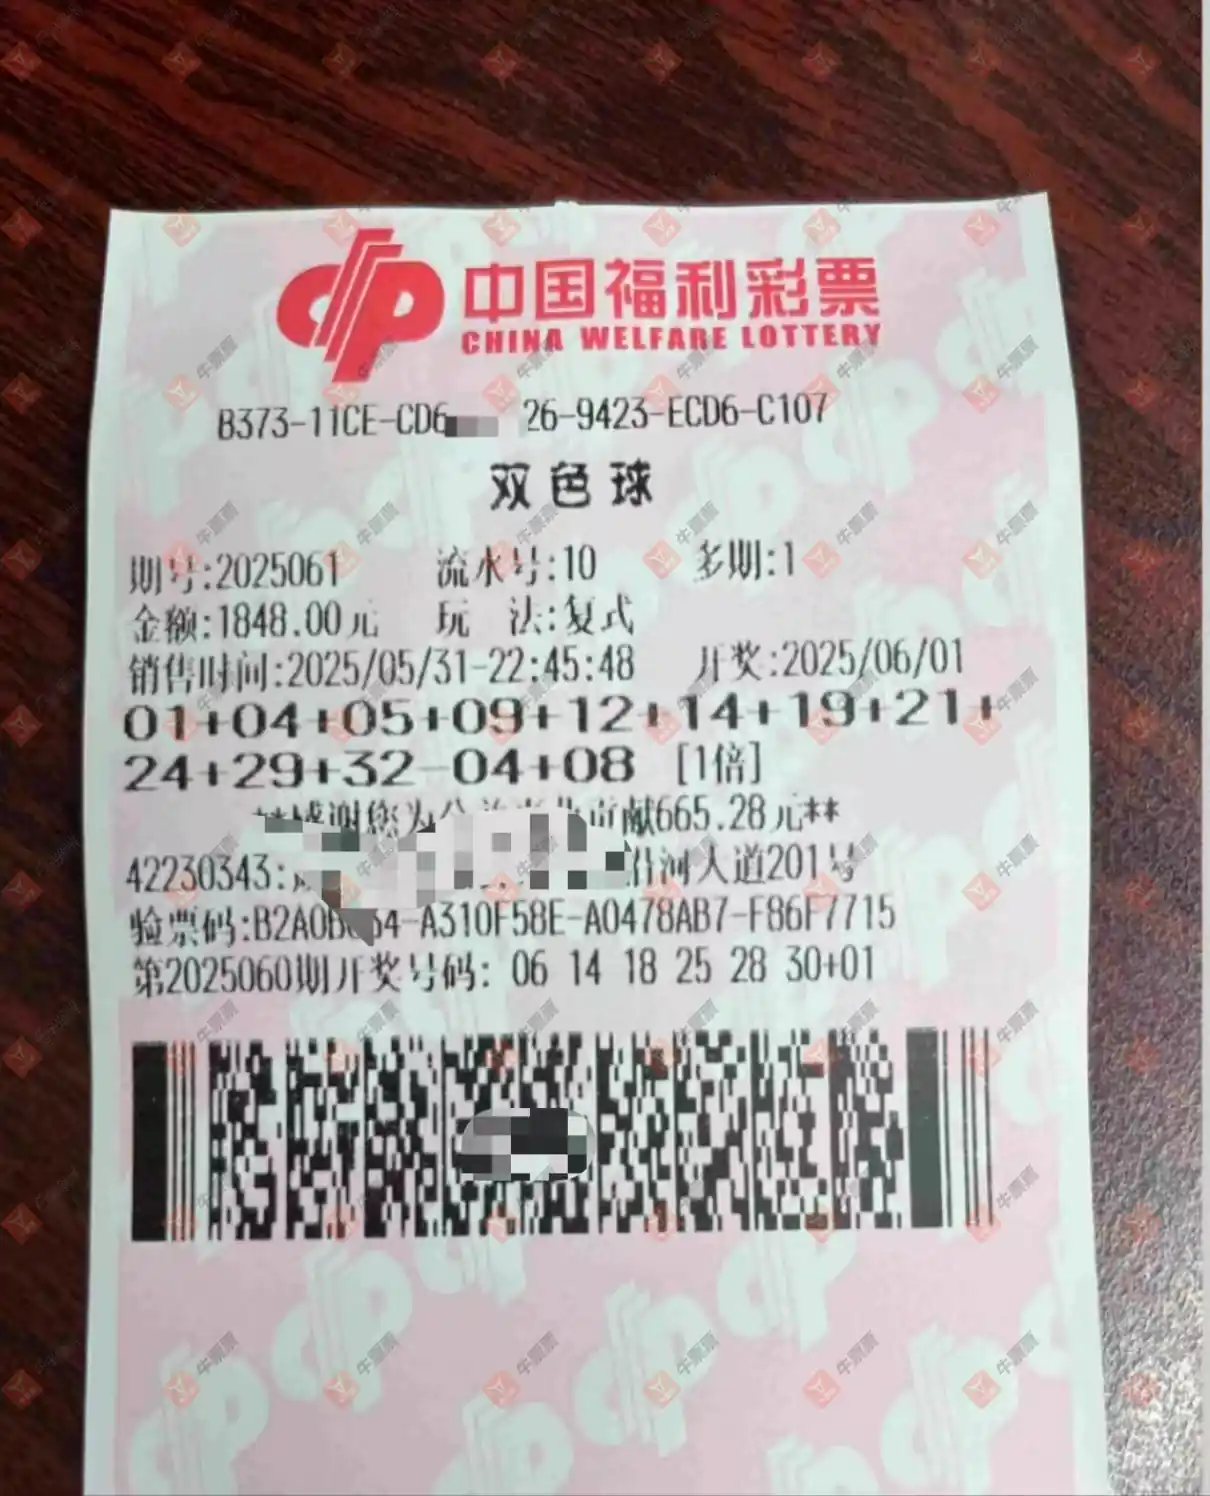 中国福利彩票
CHINA WELFARE LOTTERY
B373-11CE-CD6 26-9423-ECD6-C107
双色球
期号:2025061 流水号:10 多期:1
金额:1848.00元 玩 法:复式
销售时间:2025/05/31-22:45:48 开奖:2025/06/01
01+04+05+09+12+14+19+21+
24+29+32-04+08 [1倍]
**感谢您为公益事业贡献665.28元**
42230343: 沿河大道201号
验票码:B2A0B 34-A310F58E-A0478AB7-F86F7715
第2025060期开奖号码: 06 14 18 25 28 30+01
牛票票